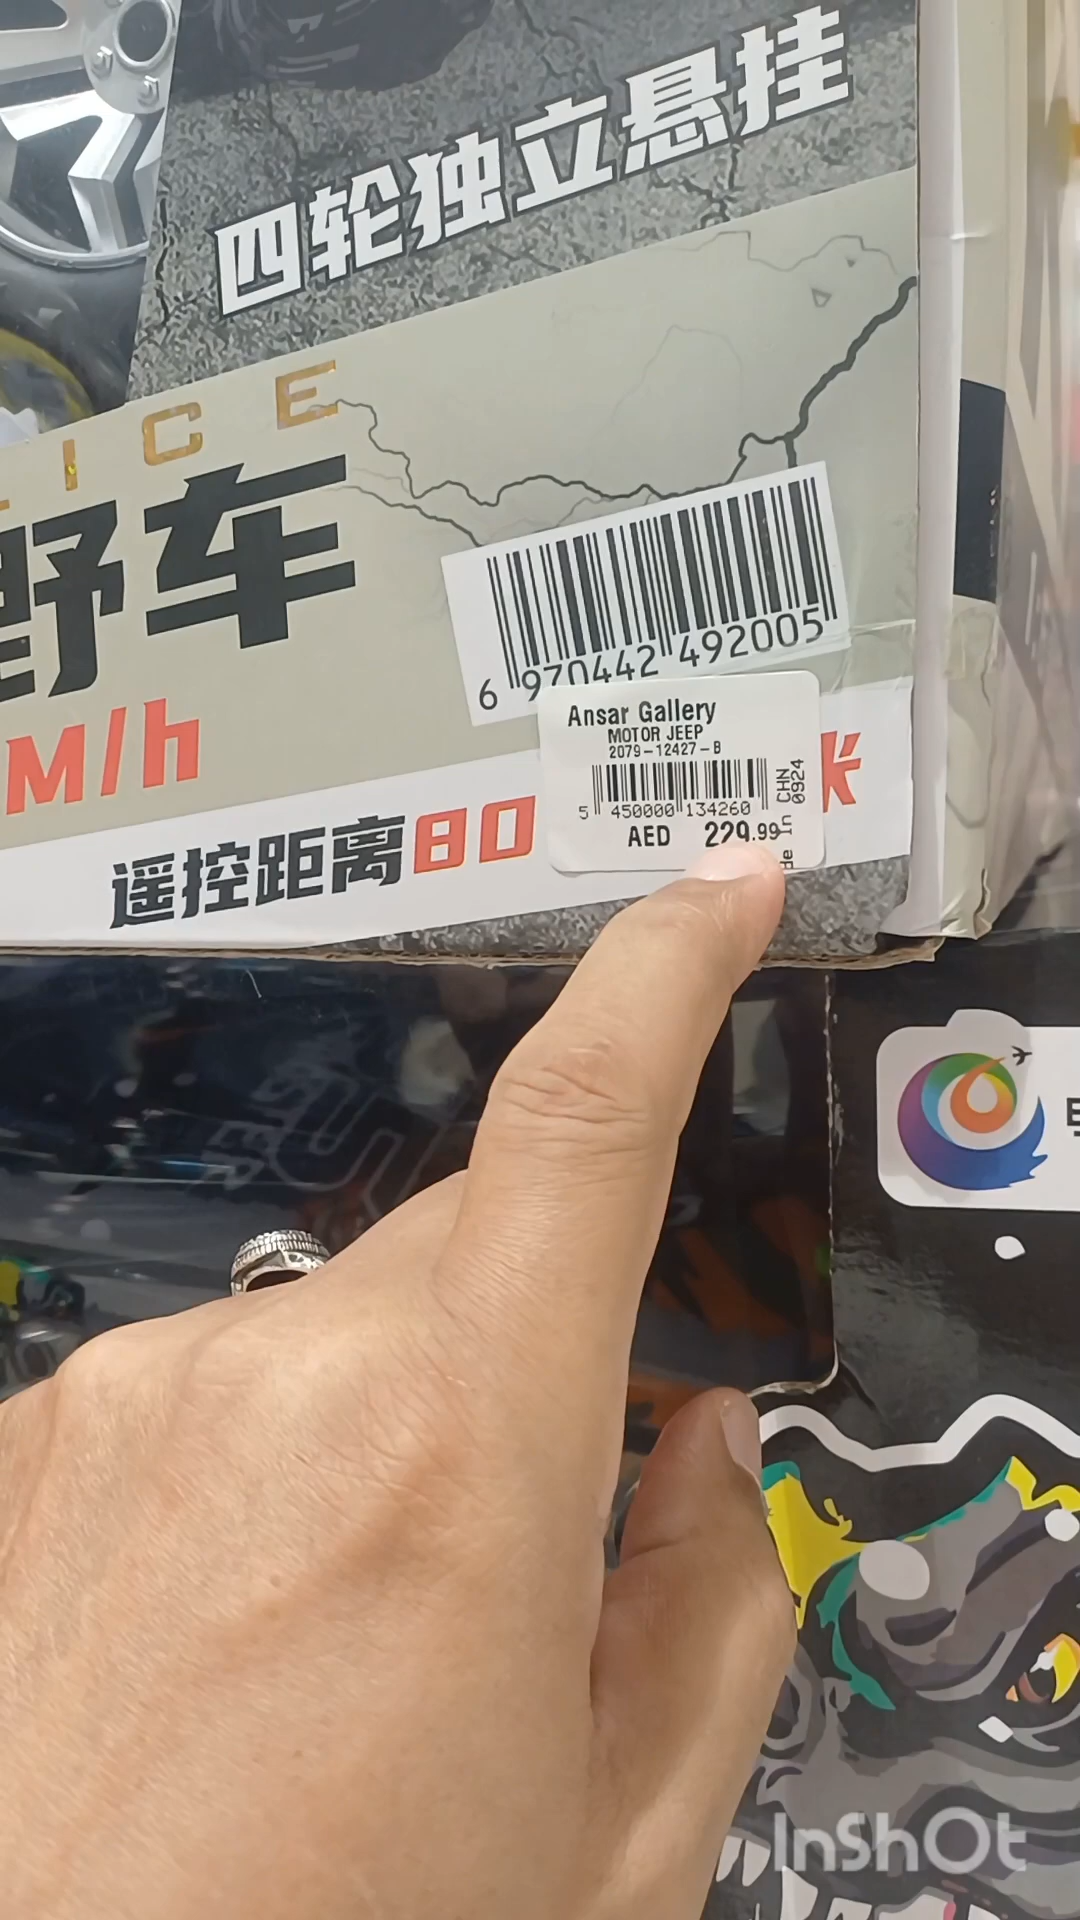 四轮独立悬挂
ICE
野车
M/h
6 970442 492005
Ansar Gallery
MOTOR JEEP
2079-12427-B
5 450000 134260
CHN
0924
AED 229.99
遥控距离80
InShOt